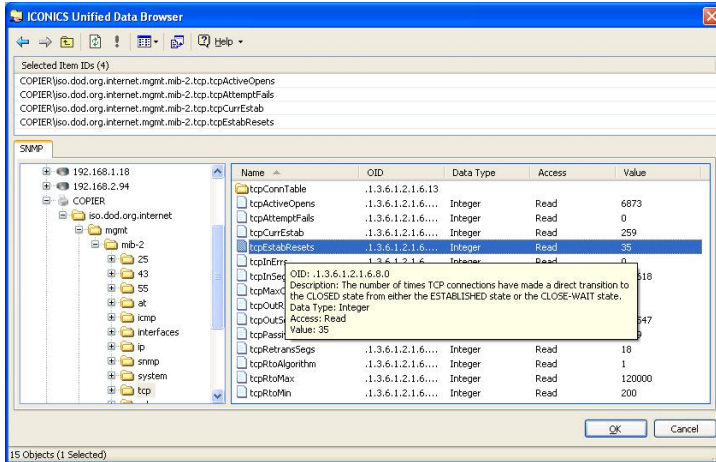 ICONICS Unified Data Browser
Help
Selected Item IDs (4)
COPIER\iso.dod.org.internet.mgmt.mib-2.tcp.tcpActiveOpens
COPIER\iso.dod.org.internet.mgmt.mib-2.tcp.tcpAttemptFails
COPIER\iso.dod.org.internet.mgmt.mib-2.tcp.tcpCurrEstab
COPIER\iso.dod.org.internet.mgmt.mib-2.tcp.tcpEstabResets
SNMP
192.168.1.18
192.168.2.94
COPIER
iso.dod.org.internet
mgmt
mib-2
25
43
55
at
icmp
interfaces
ip
snmp
system
tcp
Name OID Data Type Access Value
tcpConnTable .1.3.6.1.2.1.6.13
tcpActiveOpens .1.3.6.1.2.1.6.... Integer Read 6873
tcpAttemptFails .1.3.6.1.2.1.6.... Integer Read 0
tcpCurrEstab .1.3.6.1.2.1.6.... Integer Read 259
tcpEstabResets .1.3.6.1.2.1.6.... Integer Read 35
tcpInErrs .1.3.6.1.2.1.6.... Integer Read 0
OID: .1.3.6.1.2.1.6.8.0
Description: The number of times TCP connections have made a direct transition to
the CLOSED state from either the ESTABLISHED state or the CLOSE-WAIT state.
Data Type: Integer
Access: Read
Value: 35
tcpRetransSegs .1.3.6.1.2.1.6.... Integer Read 18
tcpRtoAlgorithm .1.3.6.1.2.1.6.... Integer Read 1
tcpRtoMax .1.3.6.1.2.1.6.... Integer Read 120000
tcpRtoMin .1.3.6.1.2.1.6.... Integer Read 200
OK Cancel
15 Objects (1 Selected)